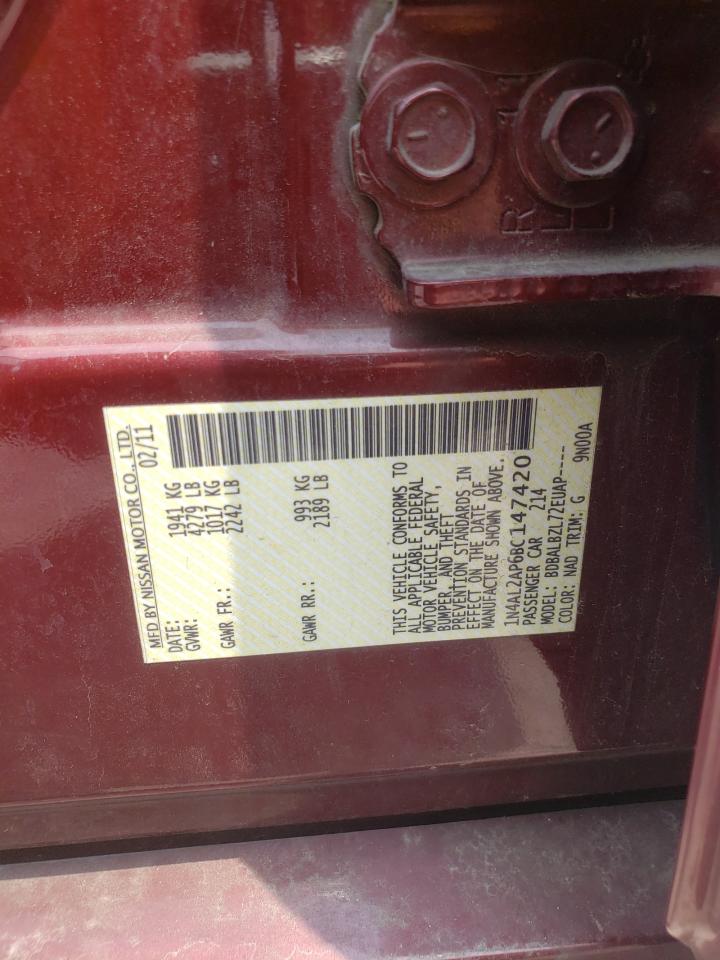 MFD BY NISSAN MOTOR CO., LTD.
DATE: 02/11
GVWR: 1941 KG
4279 LB
GAWR FR.: 1017 KG
2242 LB
GAWR RR.: 993 KG
2189 LB
THIS VEHICLE CONFORMS TO
ALL APPLICABLE FEDERAL
MOTOR VEHICLE SAFETY,
BUMPER, AND THEFT
PREVENTION STANDARDS IN
EFFECT ON THE DATE OF
MANUFACTURE SHOWN ABOVE.
1N4AL2AP6BC147420
PASSENGER CAR 214
MODEL: BDBALBZL72EUAP----
COLOR: NAD TRIM: G 9N00A